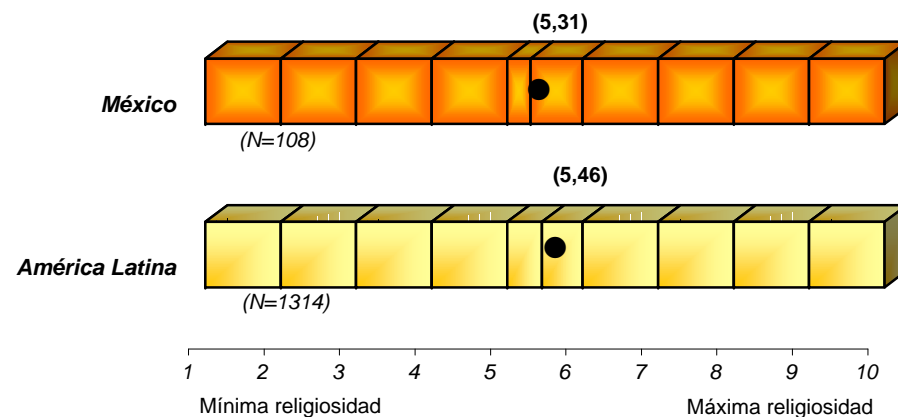 (5,31)
México
(N=108)
(5,46)
América Latina
(N=1314)
1 2 3 4 5 6 7 8 9 10
Mínima religiosidad Máxima religiosidad